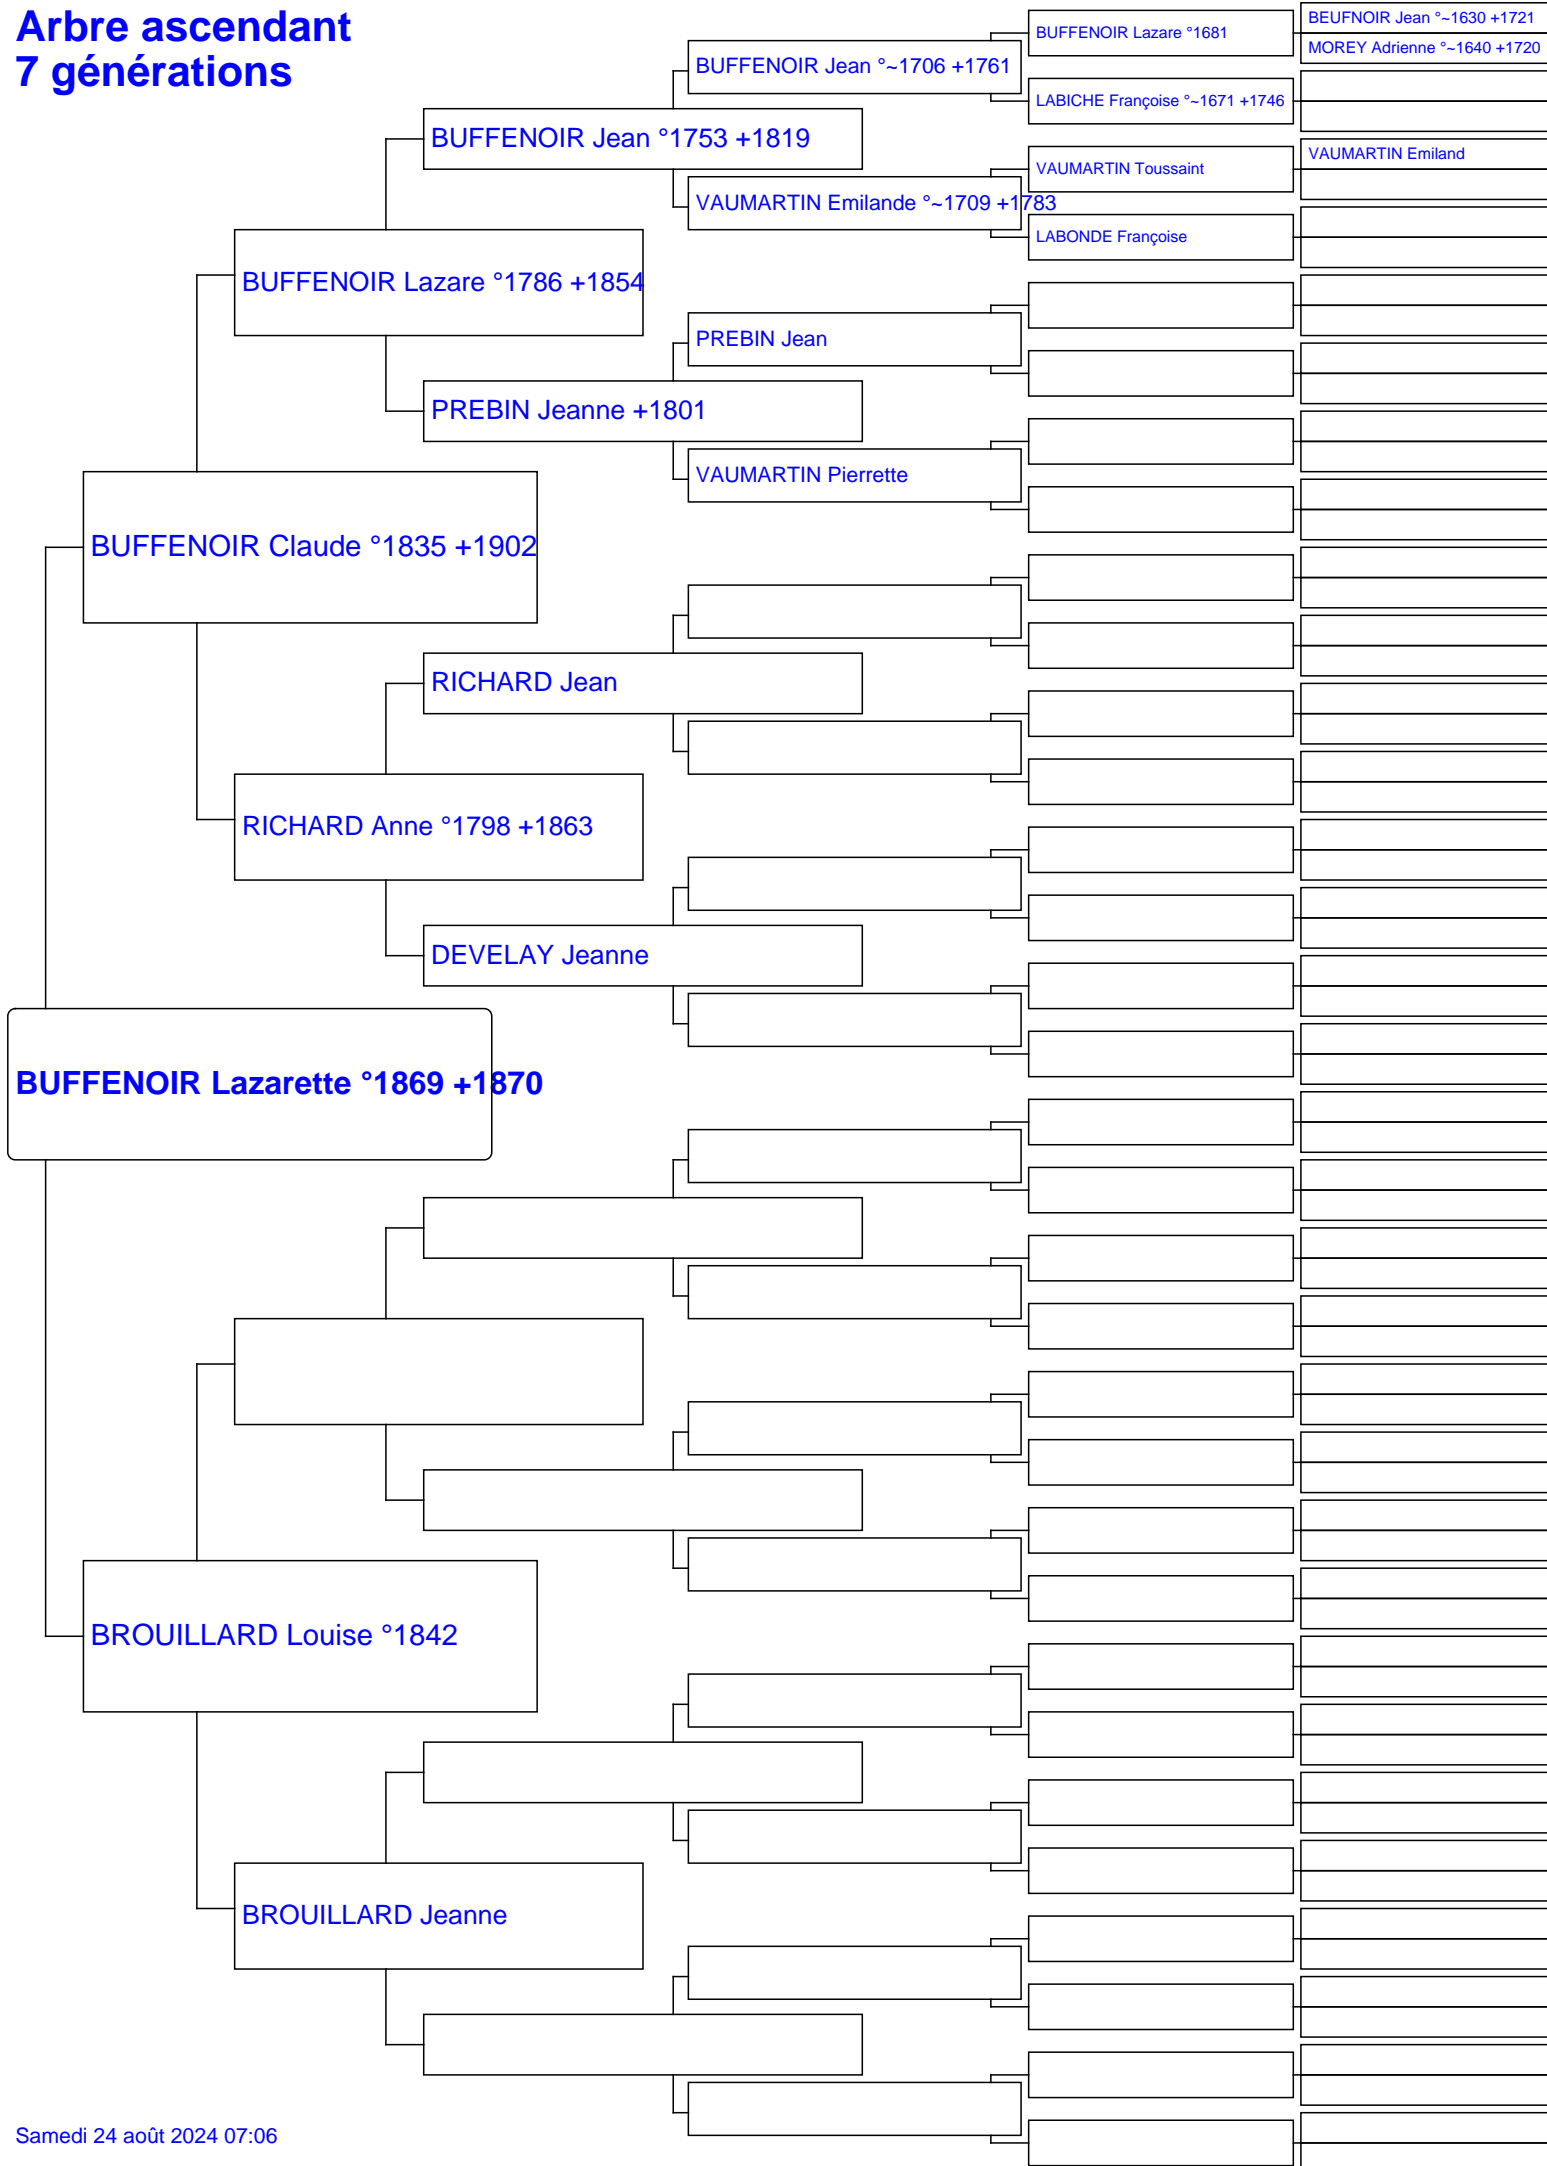 Arbre ascendant
7 générations
BEUFNOIR Jean °~1630 +1721
BUFFENOIR Lazare °1681
MOREY Adrienne °~1640 +1720
BUFFENOIR Jean °~1706 +1761
LABICHE Françoise °~1671 +1746
BUFFENOIR Jean °1753 +1819
VAUMARTIN Emiland
VAUMARTIN Toussaint
VAUMARTIN Emilande °~1709 +1783
LABONDE Françoise
BUFFENOIR Lazare °1786 +1854
PREBIN Jean
PREBIN Jeanne +1801
VAUMARTIN Pierrette
BUFFENOIR Claude °1835 +1902
RICHARD Jean
RICHARD Anne °1798 +1863
DEVELAY Jeanne
BUFFENOIR Lazarette °1869 +1870
BROUILLARD Louise °1842
BROUILLARD Jeanne
Samedi 24 août 2024 07:06